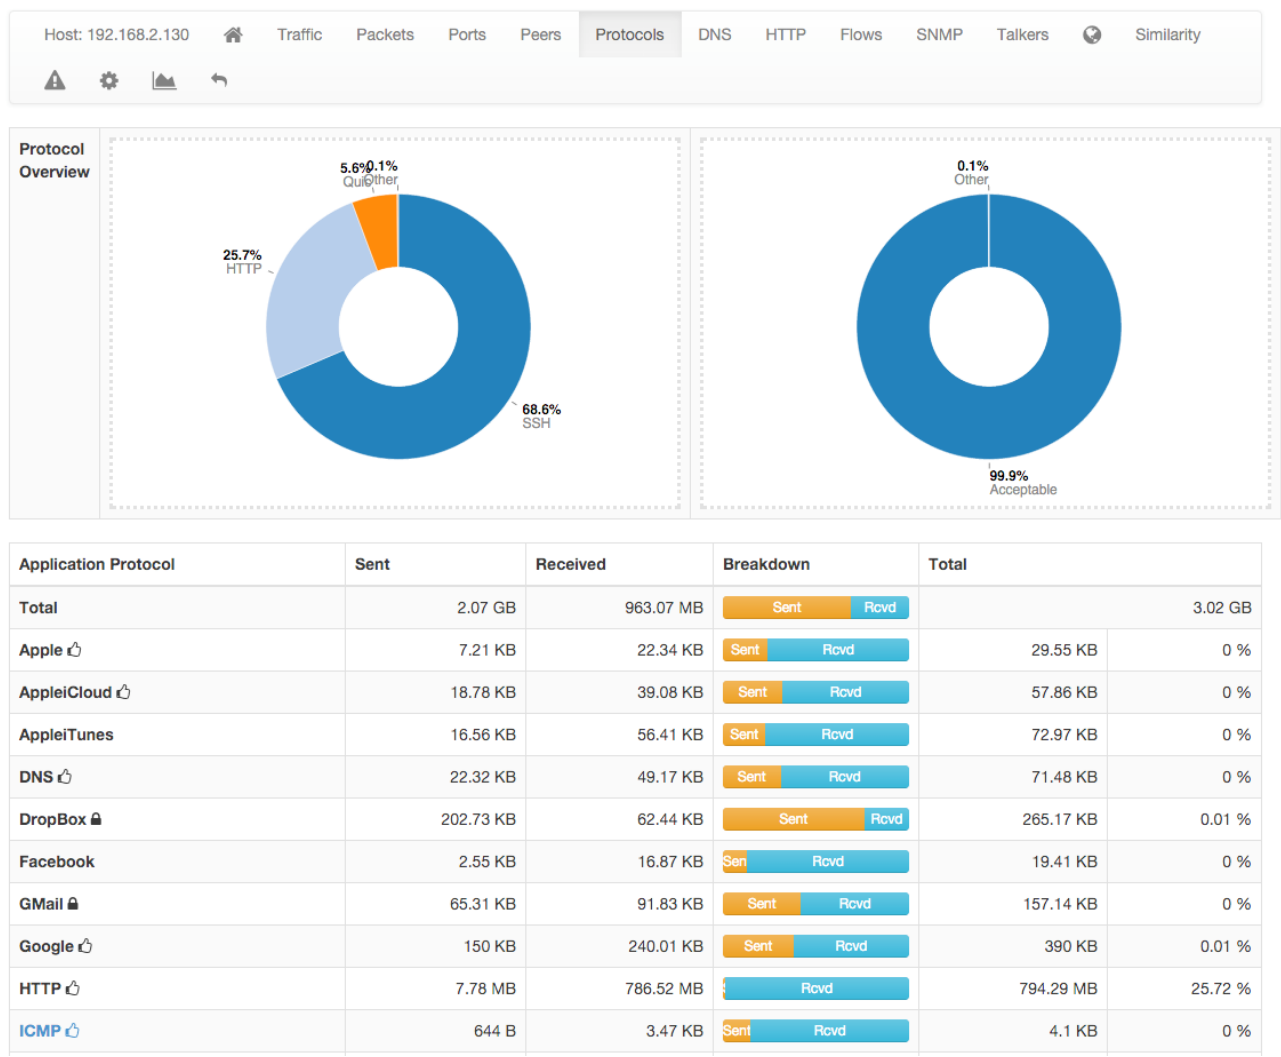 Host: 192.168.2.130 Traffic Packets Ports Peers Protocols DNS HTTP Flows SNMP Talkers Similarity
Protocol
Overview
5.6%
Quic
0.1%
Other
25.7%
HTTP
68.6%
SSH
0.1%
Other
99.9%
Acceptable
Application Protocol Sent Received Breakdown Total
Total 2.07 GB 963.07 MB Sent Rcvd 3.02 GB
Apple 7.21 KB 22.34 KB Sent Rcvd 29.55 KB 0 %
AppleiCloud 18.78 KB 39.08 KB Sent Rcvd 57.86 KB 0 %
AppleiTunes 16.56 KB 56.41 KB Sent Rcvd 72.97 KB 0 %
DNS 22.32 KB 49.17 KB Sent Rcvd 71.48 KB 0 %
DropBox 202.73 KB 62.44 KB Sent Rcvd 265.17 KB 0.01 %
Facebook 2.55 KB 16.87 KB Sen Rcvd 19.41 KB 0 %
GMail 65.31 KB 91.83 KB Sent Rcvd 157.14 KB 0 %
Google 150 KB 240.01 KB Sent Rcvd 390 KB 0.01 %
HTTP 7.78 MB 786.52 MB Rcvd 794.29 MB 25.72 %
ICMP 644 B 3.47 KB Sent Rcvd 4.1 KB 0 %